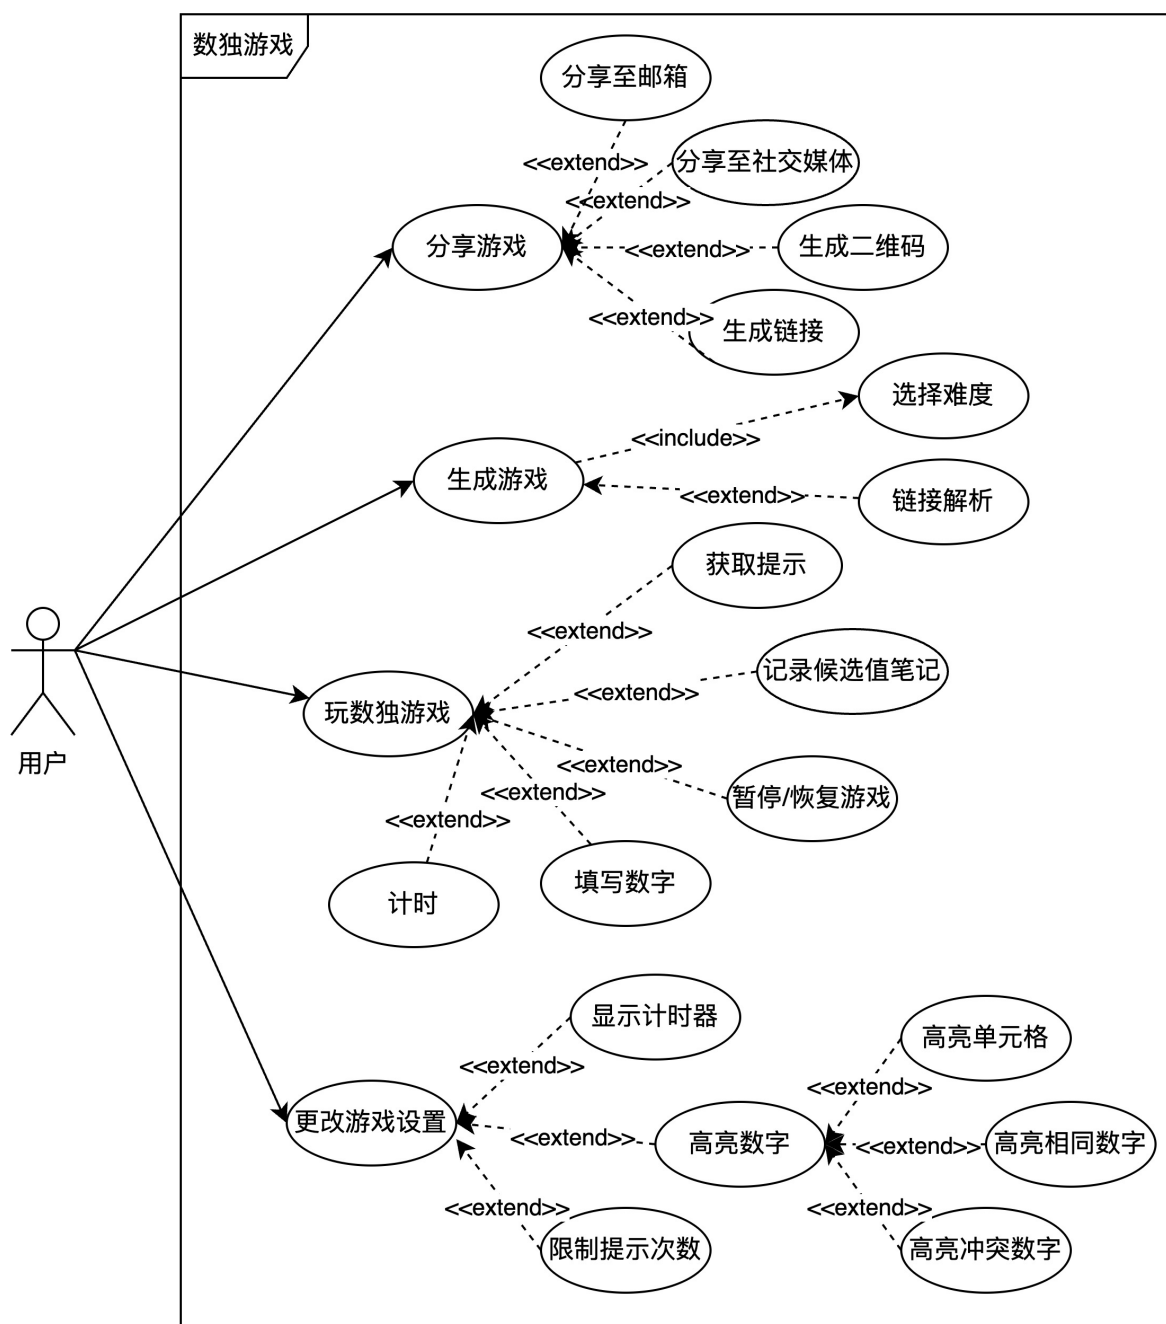 数独游戏
分享至邮箱
<<extend>>
分享至社交媒体
<<extend>>
分享游戏
<<extend>>
生成二维码
<<extend>>
生成链接
选择难度
<<include>>
生成游戏
<<extend>>
链接解析
获取提示
<<extend>>
记录候选值笔记
<<extend>>
玩数独游戏
用户
<<extend>>
暂停/恢复游戏
<<extend>>
<<extend>>
填写数字
计时
显示计时器
高亮单元格
<<extend>>
<<extend>>
更改游戏设置
<<extend>>
高亮数字
<<extend>>
高亮相同数字
<<extend>>
<<extend>>
限制提示次数
高亮冲突数字